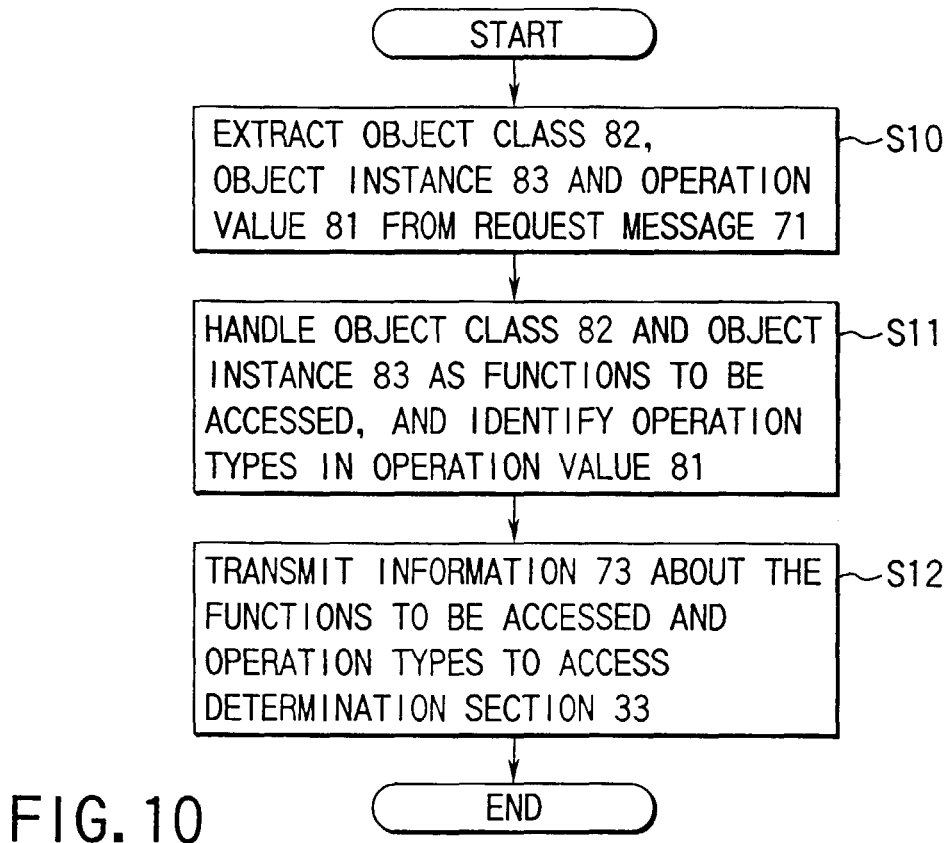 START
EXTRACT OBJECT CLASS 82,
OBJECT INSTANCE 83 AND OPERATION
VALUE 81 FROM REQUEST MESSAGE 71
S10
HANDLE OBJECT CLASS 82 AND OBJECT
INSTANCE 83 AS FUNCTIONS TO BE
ACCESSED, AND IDENTIFY OPERATION
TYPES IN OPERATION VALUE 81
S11
TRANSMIT INFORMATION 73 ABOUT THE
FUNCTIONS TO BE ACCESSED AND
OPERATION TYPES TO ACCESS
DETERMINATION SECTION 33
S12
END
FIG. 10